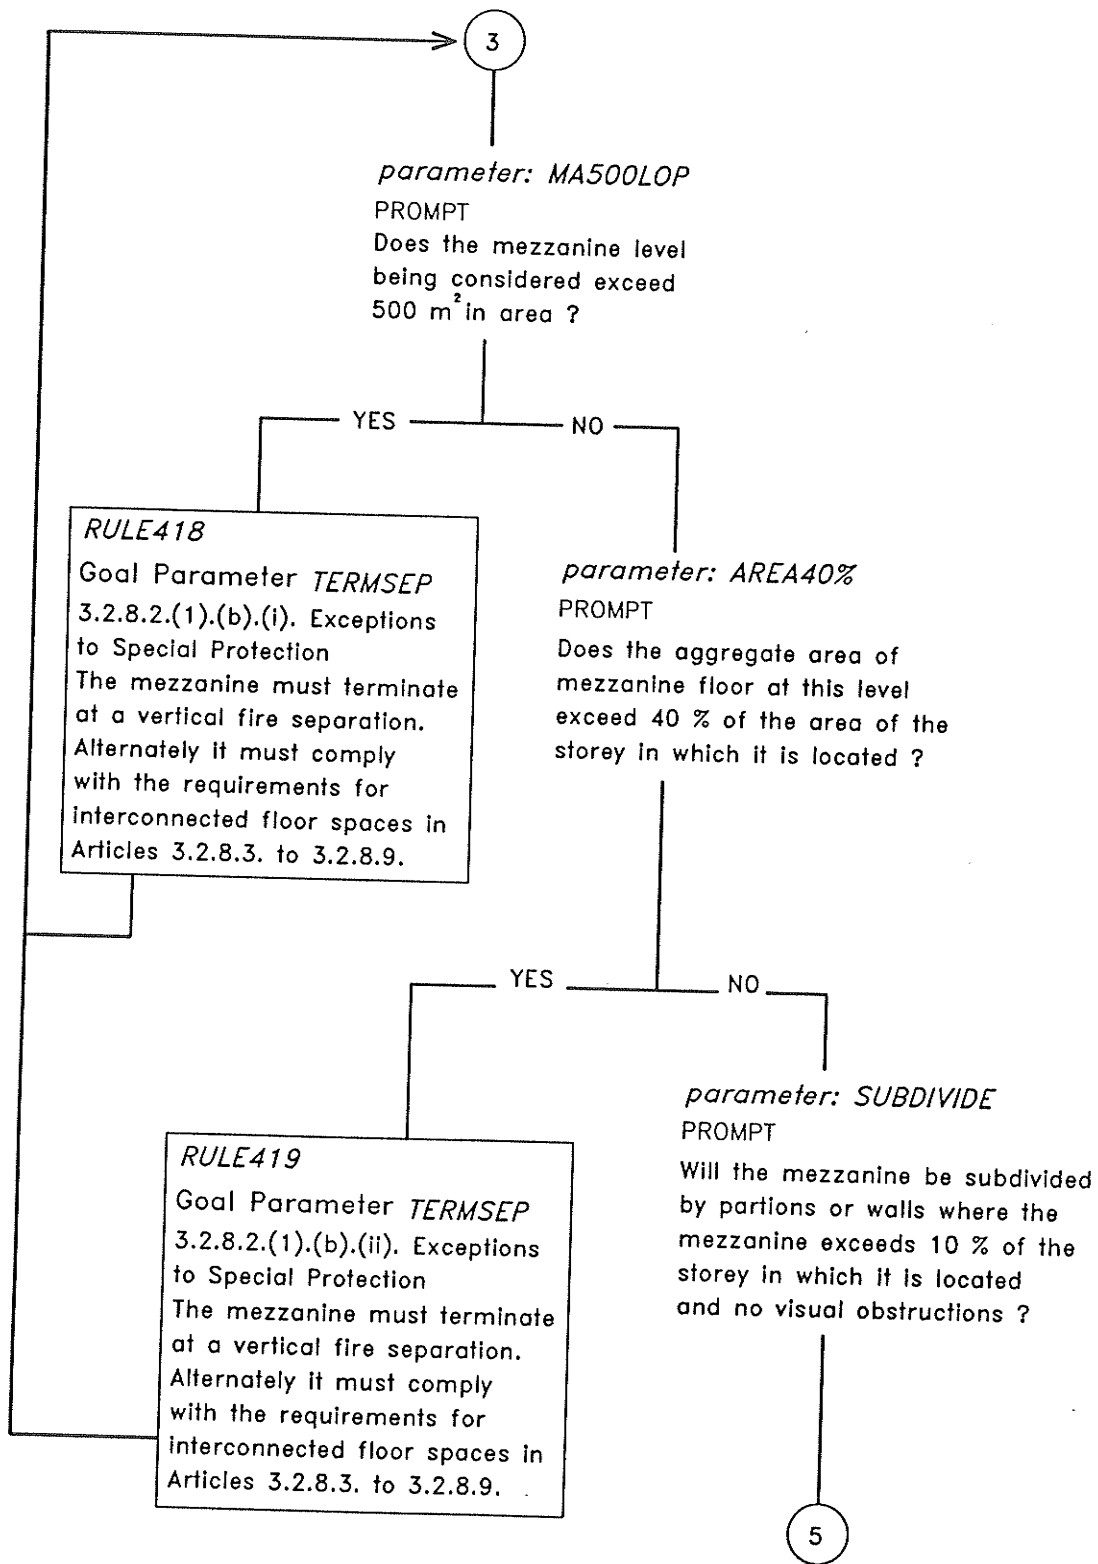 3
parameter: MA500LOP
PROMPT
Does the mezzanine level
being considered exceed
500 m² in area ?
YES
NO
RULE418
Goal Parameter TERMSEP
3.2.8.2.(1).(b).(i). Exceptions
to Special Protection
The mezzanine must terminate
at a vertical fire separation.
Alternately it must comply
with the requirements for
interconnected floor spaces in
Articles 3.2.8.3. to 3.2.8.9.
parameter: AREA40%
PROMPT
Does the aggregate area of
mezzanine floor at this level
exceed 40 % of the area of the
storey in which it is located ?
YES
NO
RULE419
Goal Parameter TERMSEP
3.2.8.2.(1).(b).(ii). Exceptions
to Special Protection
The mezzanine must terminate
at a vertical fire separation.
Alternately it must comply
with the requirements for
interconnected floor spaces in
Articles 3.2.8.3. to 3.2.8.9.
parameter: SUBDIVIDE
PROMPT
Will the mezzanine be subdivided
by partions or walls where the
mezzanine exceeds 10 % of the
storey in which it is located
and no visual obstructions ?
5